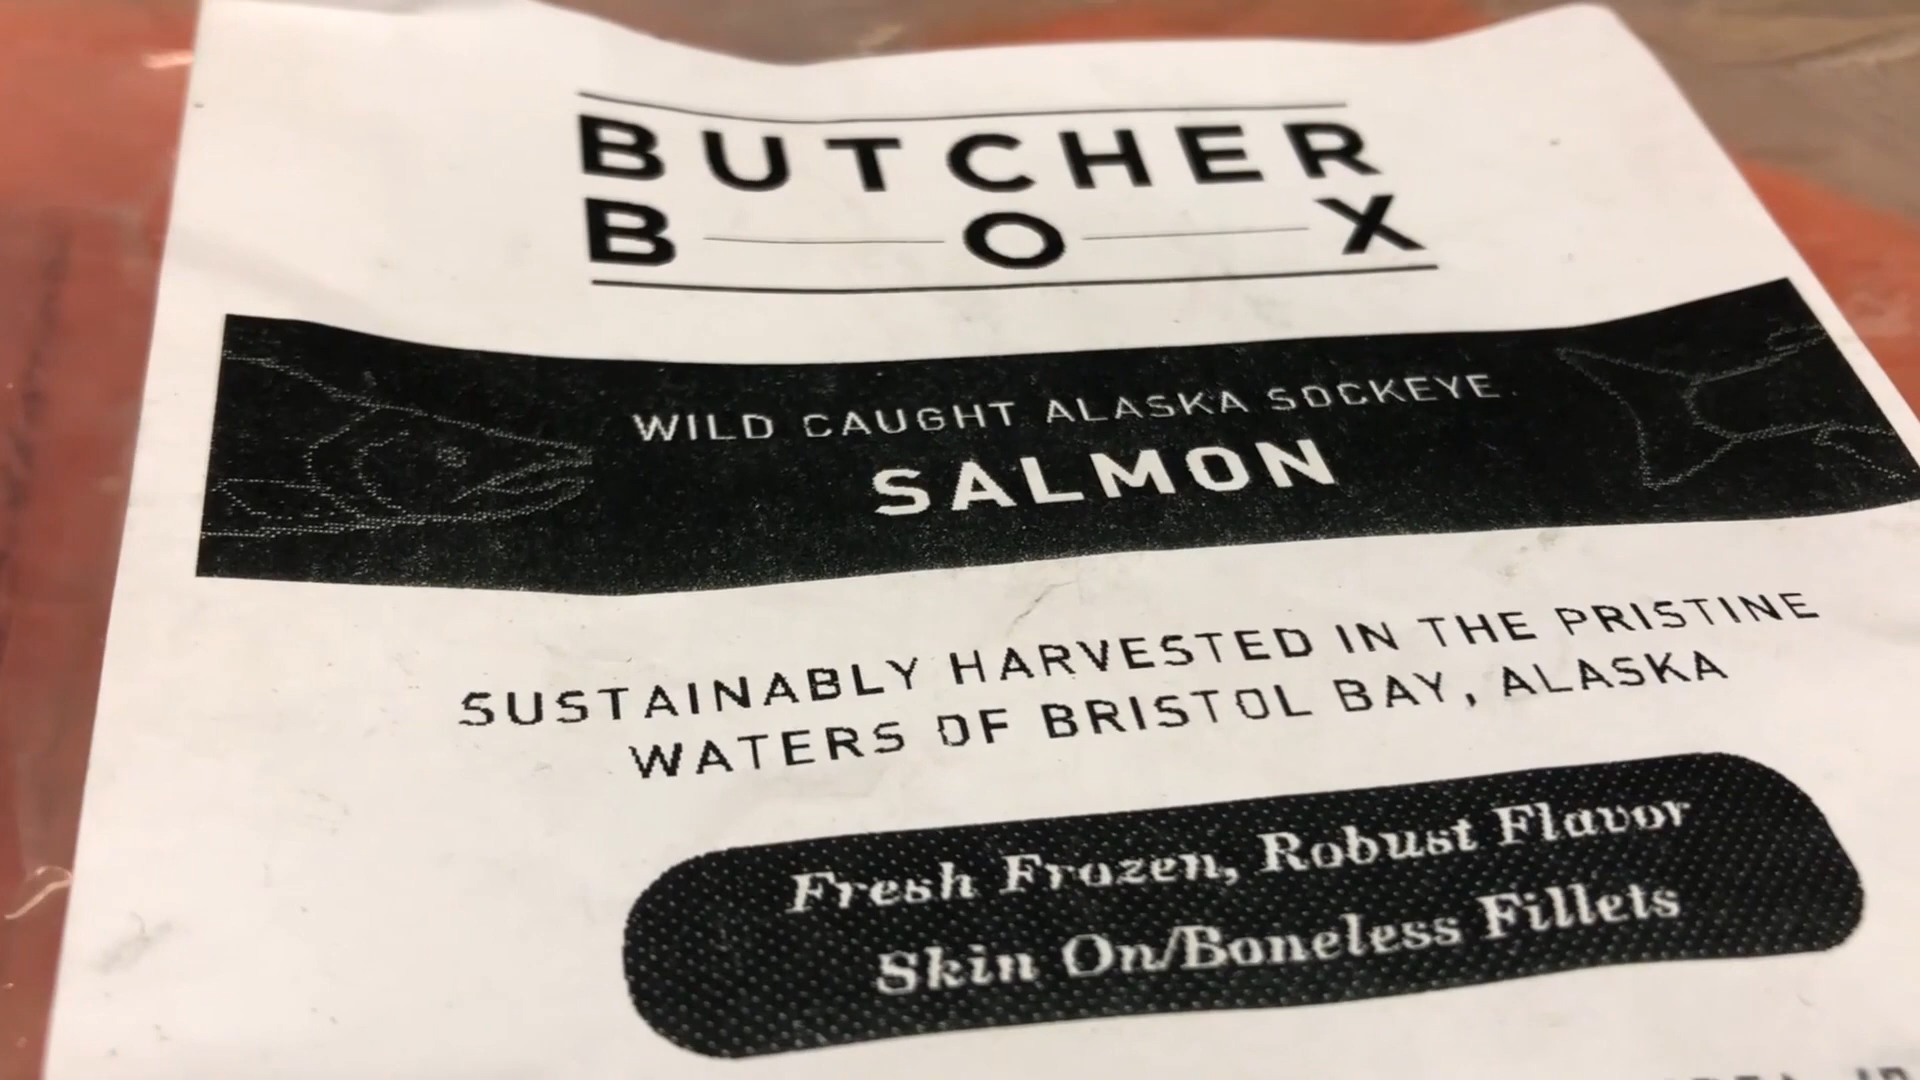 BUTCHER
BOX
WILD CAUGHT ALASKA SOCKEYE
SALMON
SUSTAINABLY HARVESTED IN THE PRISTINE
WATERS OF BRISTOL BAY, ALASKA
Fresh Frozen, Robust Flavor
Skin On/Boneless Fillets